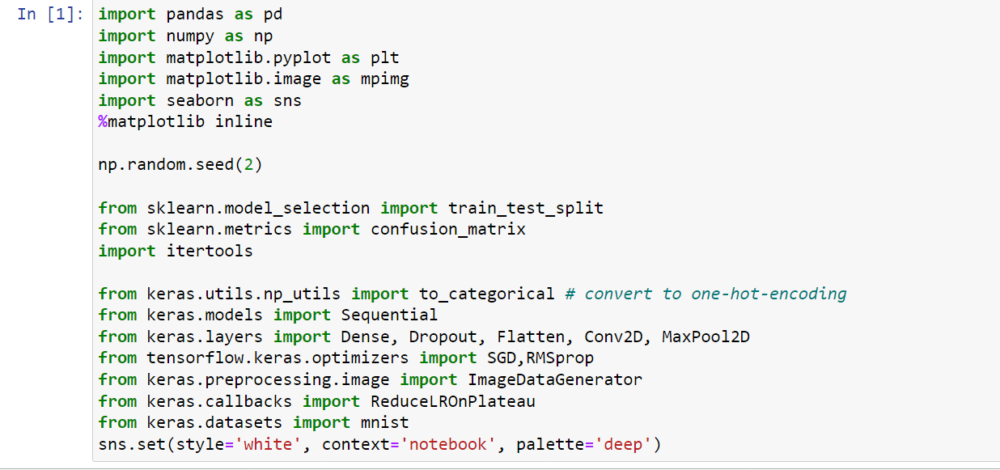 In [1]: import pandas as pd
import numpy as np
import matplotlib.pyplot as plt
import matplotlib.image as mpimg
import seaborn as sns
%matplotlib inline
np.random.seed(2)
from sklearn.model_selection import train_test_split
from sklearn.metrics import confusion_matrix
import itertools
from keras.utils.np_utils import to_categorical # convert to one-hot-encoding
from keras.models import Sequential
from keras.layers import Dense, Dropout, Flatten, Conv2D, MaxPool2D
from tensorflow.keras.optimizers import SGD,RMSprop
from keras.preprocessing.image import ImageDataGenerator
from keras.callbacks import ReduceLROnPlateau
from keras.datasets import mnist
sns.set(style='white', context='notebook', palette='deep')